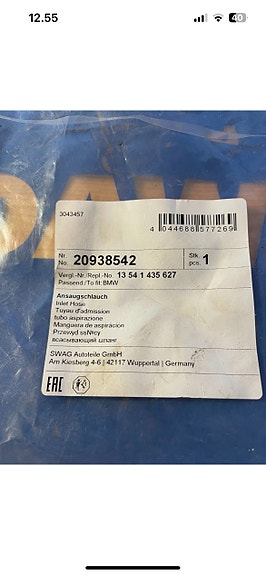 12.55
40
3043457
4 044688 577269
Nr.
No. 20938542
Stk.
pcs. 1
Vergl.-Nr./Repl.-No. 13 54 1 435 627
Passend /To fit: BMW
Ansaugschlauch
Inlet Hose
Tuyau d'admission
tubo aspirazione
Manguera de aspiración
Przewyd ssNrey
всасывающий шланг
SWAG Autoteile GmbH
Am Kiesberg 4-6 | 42117 Wuppertal | Germany
EAC